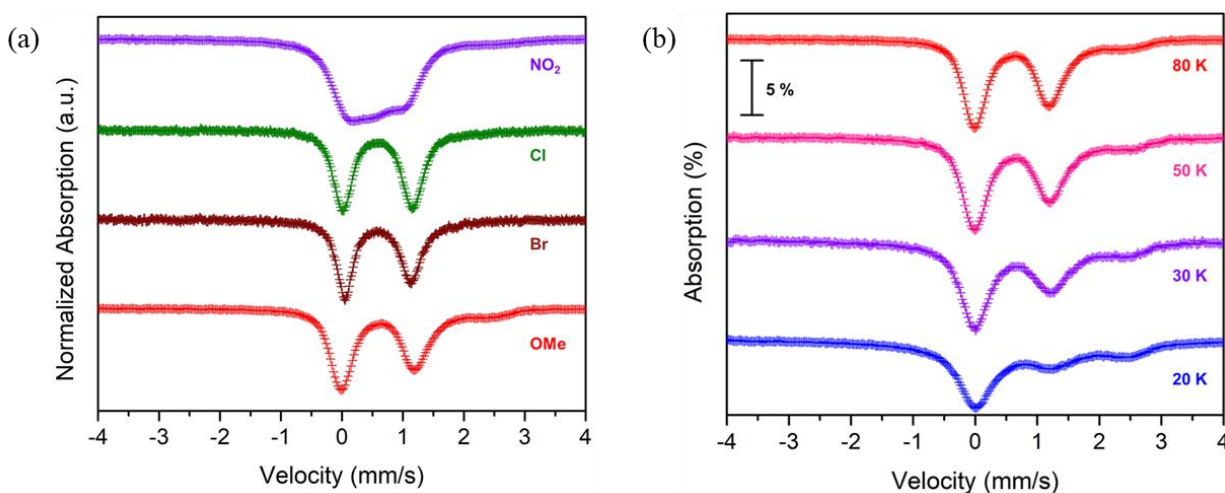 (a)
Normalized Absorption (a.u.)
NO₂
Cl
Br
OMe
-4 -3 -2 -1 0 1 2 3 4
Velocity (mm/s)
(b)
Absorption (%)
5 %
80 K
50 K
30 K
20 K
-4 -3 -2 -1 0 1 2 3 4
Velocity (mm/s)